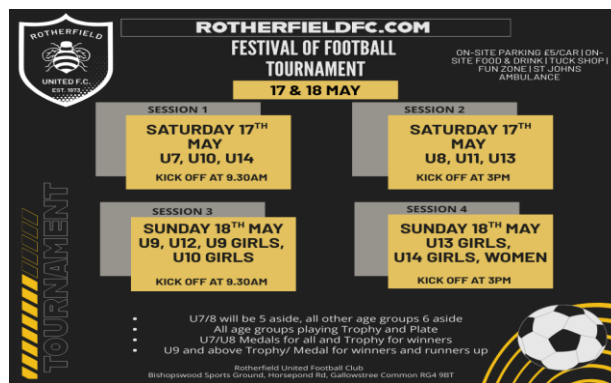 ROTHERFIELD
UNITED F.C.
EST. 1973
ROTHERFIELDFC.COM
FESTIVAL OF FOOTBALL
TOURNAMENT
17 & 18 MAY
ON-SITE PARKING £5/CAR | ON-
SITE FOOD & DRINK | TUCK SHOP |
FUN ZONE | ST JOHNS
AMBULANCE
SESSION 1
SATURDAY 17TH
MAY
U7, U10, U14
KICK OFF AT 9.30AM
SESSION 2
SATURDAY 17TH
MAY
U8, U11, U13
KICK OFF AT 3PM
SESSION 3
SUNDAY 18TH MAY
U9, U12, U9 GIRLS,
U10 GIRLS
KICK OFF AT 9.30AM
SESSION 4
SUNDAY 18TH MAY
U13 GIRLS,
U14 GIRLS, WOMEN
KICK OFF AT 3PM
TOURNAMENT
• U7/8 will be 5 aside, all other age groups 6 aside
• All age groups playing Trophy and Plate
• U7/U8 Medals for all and Trophy for winners
• U9 and above Trophy/ Medal for winners and runners up
Rotherfield United Football Club
Bishopswood Sports Ground, Horsepond Rd, Gallowstree Common RG4 9BT